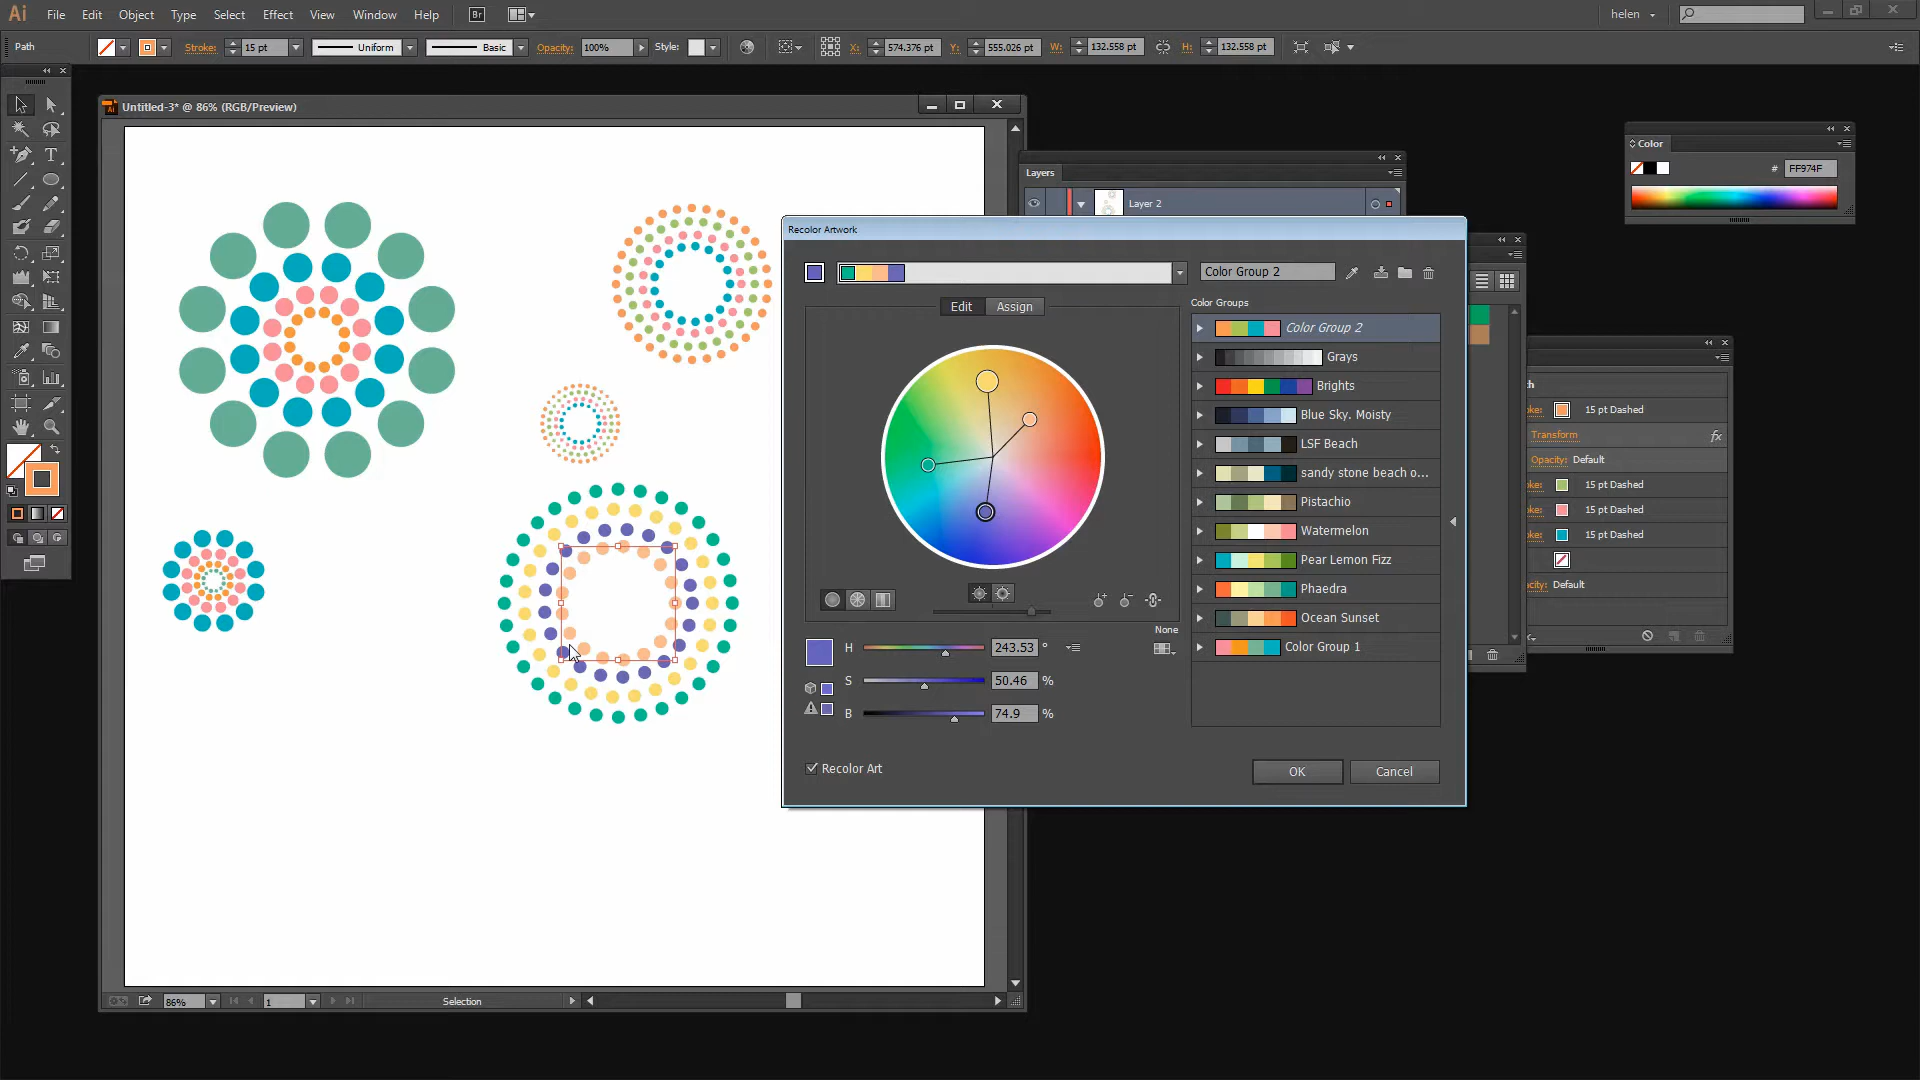 Ai File Edit Object Type Select Effect View Window Help Br helen
Path Stroke: 15 pt Uniform Basic Opacity: 100% Style: X: 574.376 pt Y: 555.026 pt W: 132.558 pt H: 132.558 pt
Untitled-3* @ 86% (RGB/Preview)
Color
# FF974F
Layers
Layer 2
Recolor Artwork
Color Group 2
Edit Assign
Color Groups
Color Group 2
Grays
Brights
Blue Sky. Moisty
LSF Beach
sandy stone beach o...
Pistachio
Watermelon
Pear Lemon Fizz
Phaedra
Ocean Sunset
Color Group 1
None
H 243.53 °
S 50.46 %
B 74.9 %
Recolor Art
OK Cancel
15 pt Dashed
Transform fx
Opacity: Default
15 pt Dashed
15 pt Dashed
15 pt Dashed
Default
86% 1 Selection